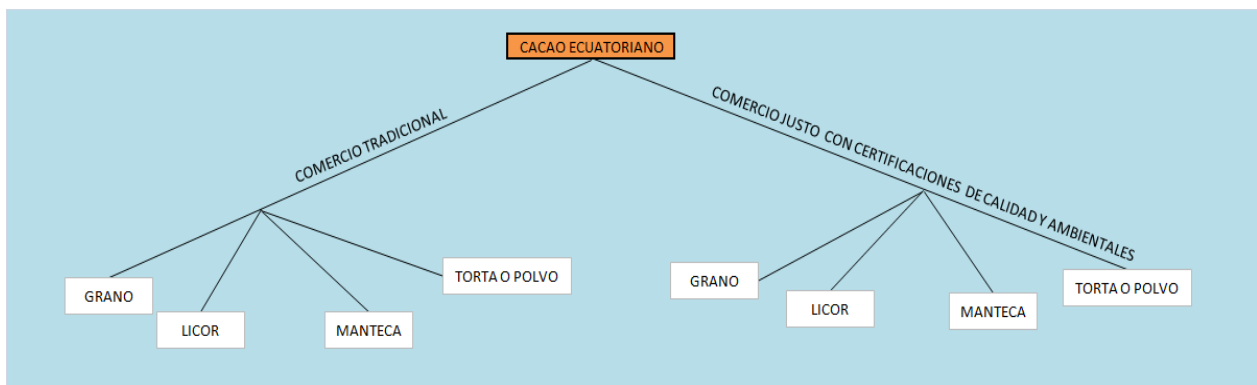 CACAO ECUATORIANO
COMERCIO TRADICIONAL
COMERCIO JUSTO CON CERTIFICACIONES DE CALIDAD Y AMBIENTALES
GRANO
LICOR
MANTECA
TORTA O POLVO
GRANO
LICOR
MANTECA
TORTA O POLVO